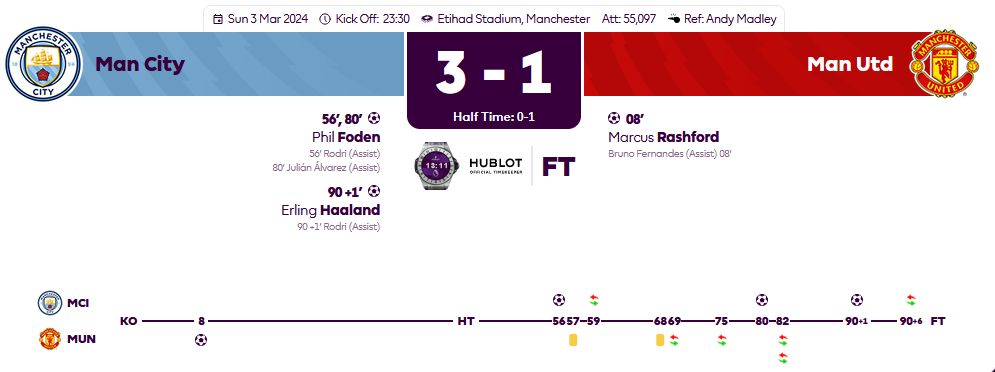 Sun 3 Mar 2024 Kick Off: 23:30 Etihad Stadium, Manchester Att: 55,097 Ref: Andy Madley
MANCHESTER
18 94
CITY
Man City
3 - 1
Half Time: 0-1
Man Utd
MANCHESTER
UNITED
56', 80'
Phil Foden
56' Rodri (Assist)
80' Julián Álvarez (Assist)
90 +1'
Erling Haaland
90 +1' Rodri (Assist)
13:11
HUBLOT
OFFICIAL TIMEKEEPER
FT
08'
Marcus Rashford
Bruno Fernandes (Assist) 08'
MCI
KO 8 HT 56 57 59 68 69 75 80 82 90+1 90+6 FT
MUN